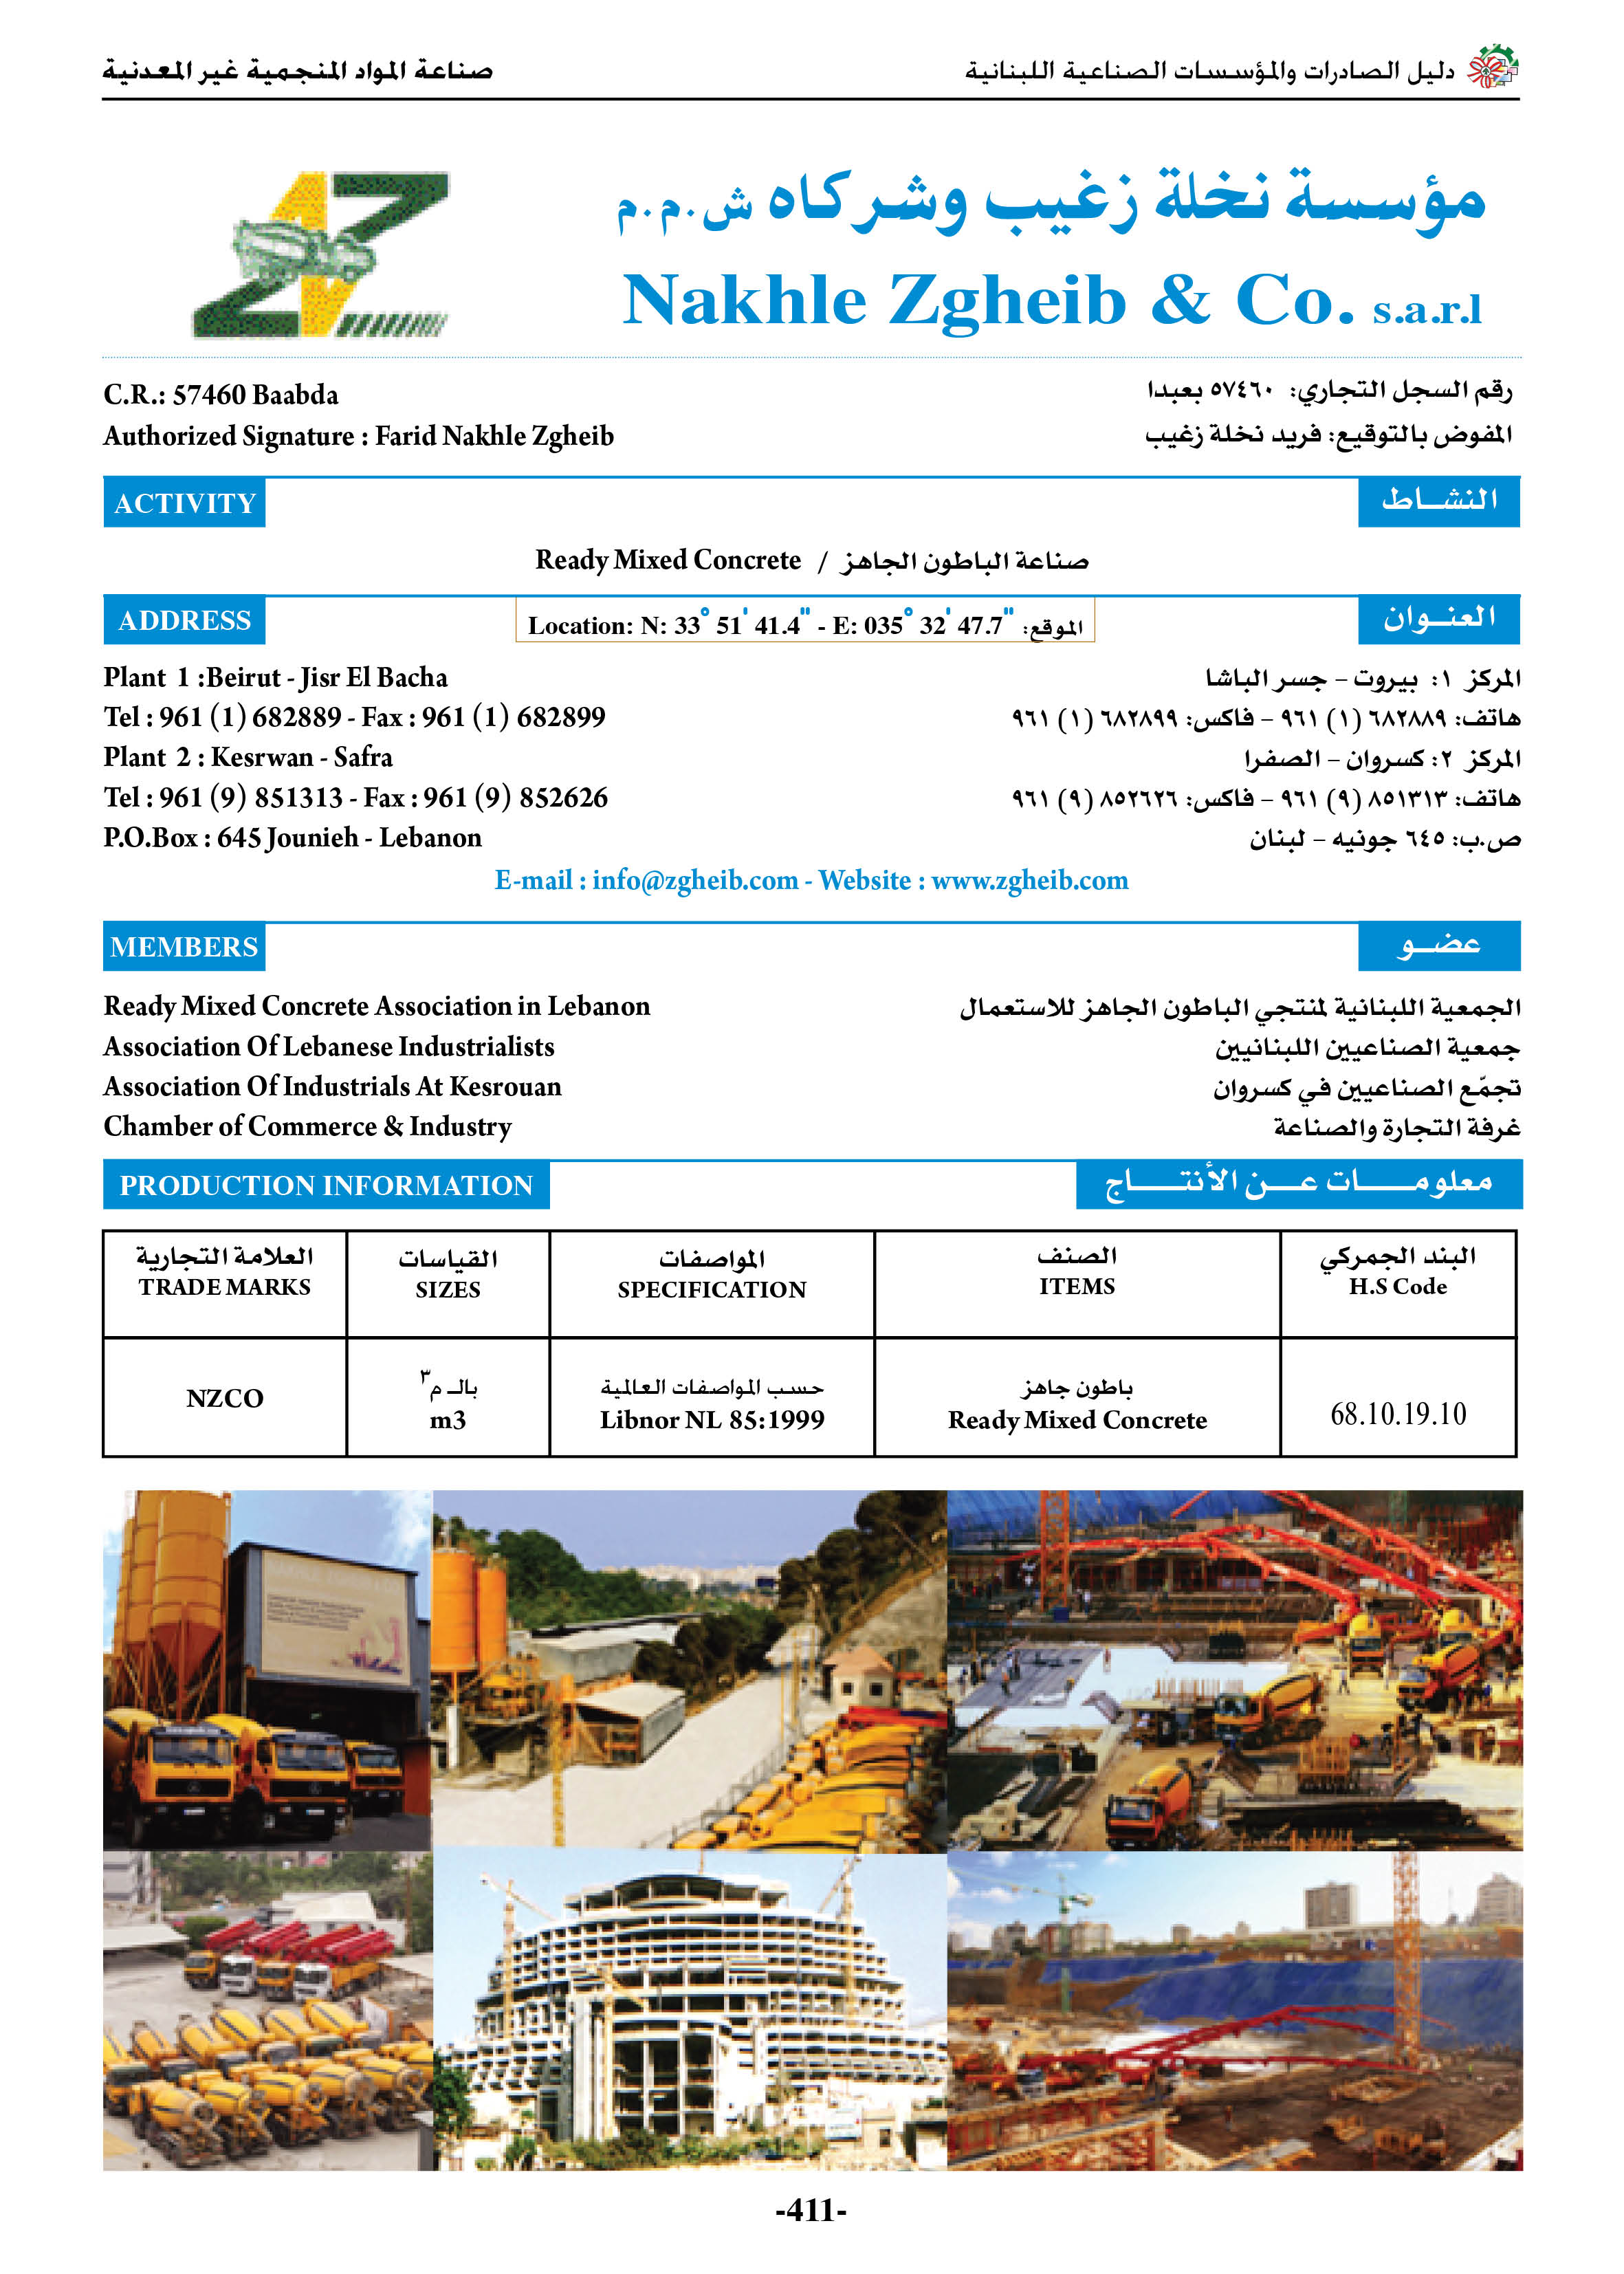 صناعة المواد المنجمية غير المعدنية
دليل الصادرات والمؤسسات الصناعية اللبنانية
مؤسسة نخلة زغيب وشركاه ش.م.م
Nakhle Zgheib & Co. s.a.r.l
C.R.: 57460 Baabda
رقم السجل التجاري: ٥٧٤٦٠ بعبدا
Authorized Signature : Farid Nakhle Zgheib
المفوض بالتوقيع: فريد نخلة زغيب
ACTIVITY
النشــاط
Ready Mixed Concrete / صناعة الباطون الجاهز
ADDRESS
Location: N: 33° 51' 41.4" - E: 035° 32' 47.7" الموقع:
العنــوان
Plant 1 :Beirut - Jisr El Bacha
المركز ١: بيروت – جسر الباشا
Tel : 961 (1) 682889 - Fax : 961 (1) 682899
هاتف: ٦٨٢٨٨٩ (١) ٩٦١ – فاكس: ٦٨٢٨٩٩ (١) ٩٦١
Plant 2 : Kesrwan - Safra
المركز ٢: كسروان – الصفرا
Tel : 961 (9) 851313 - Fax : 961 (9) 852626
هاتف: ٨٥١٣١٣ (٩) ٩٦١ – فاكس: ٨٥٢٦٢٦ (٩) ٩٦١
P.O.Box : 645 Jounieh - Lebanon
ص.ب: ٦٤٥ جونيه – لبنان
E-mail : info@zgheib.com - Website : www.zgheib.com
MEMBERS
عضــو
Ready Mixed Concrete Association in Lebanon
الجمعية اللبنانية لمنتجي الباطون الجاهز للاستعمال
Association Of Lebanese Industrialists
جمعية الصناعيين اللبنانيين
Association Of Industrials At Kesrouan
تجمّع الصناعيين في كسروان
Chamber of Commerce & Industry
غرفة التجارة والصناعة
PRODUCTION INFORMATION
معلومـــــات عـــن الأنتـــــاج
العلامة التجارية
TRADE MARKS
القياسات
SIZES
المواصفات
SPECIFICATION
الصنف
ITEMS
البند الجمركي
H.S Code
NZCO
بالـ م٣
m3
حسب المواصفات العالمية
Libnor NL 85:1999
باطون جاهز
Ready Mixed Concrete
68.10.19.10
-411-